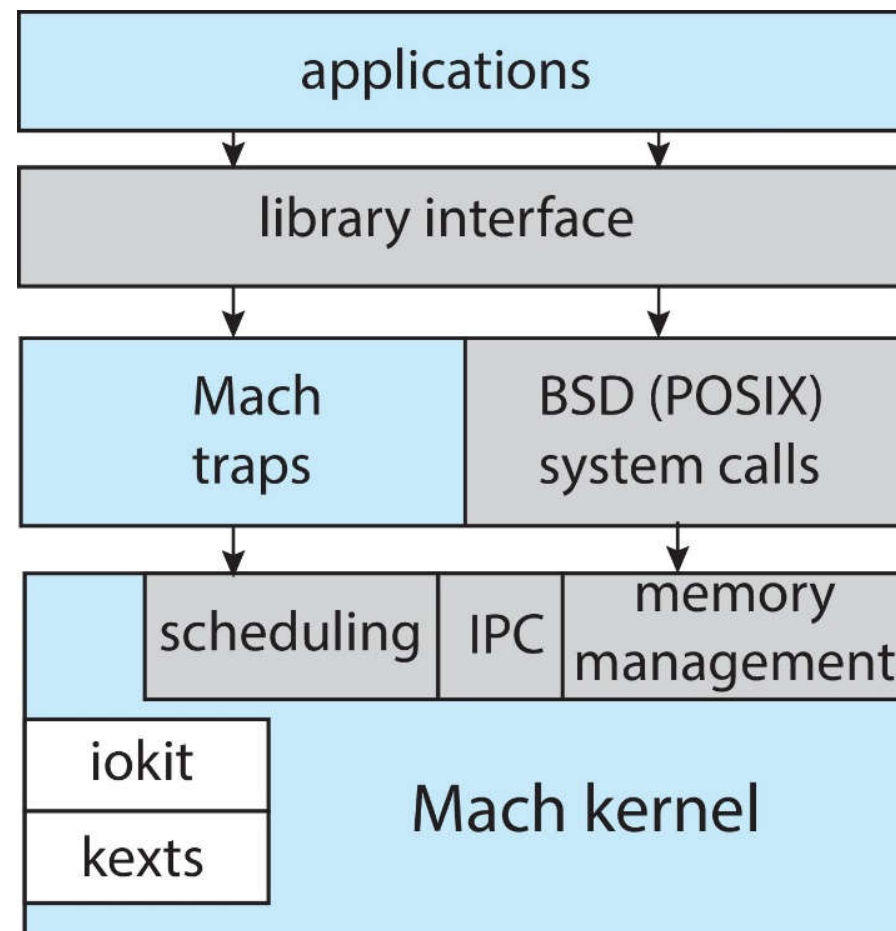 applications
library interface
Mach
traps
BSD (POSIX)
system calls
scheduling
IPC
memory
management
iokit
kexts
Mach kernel